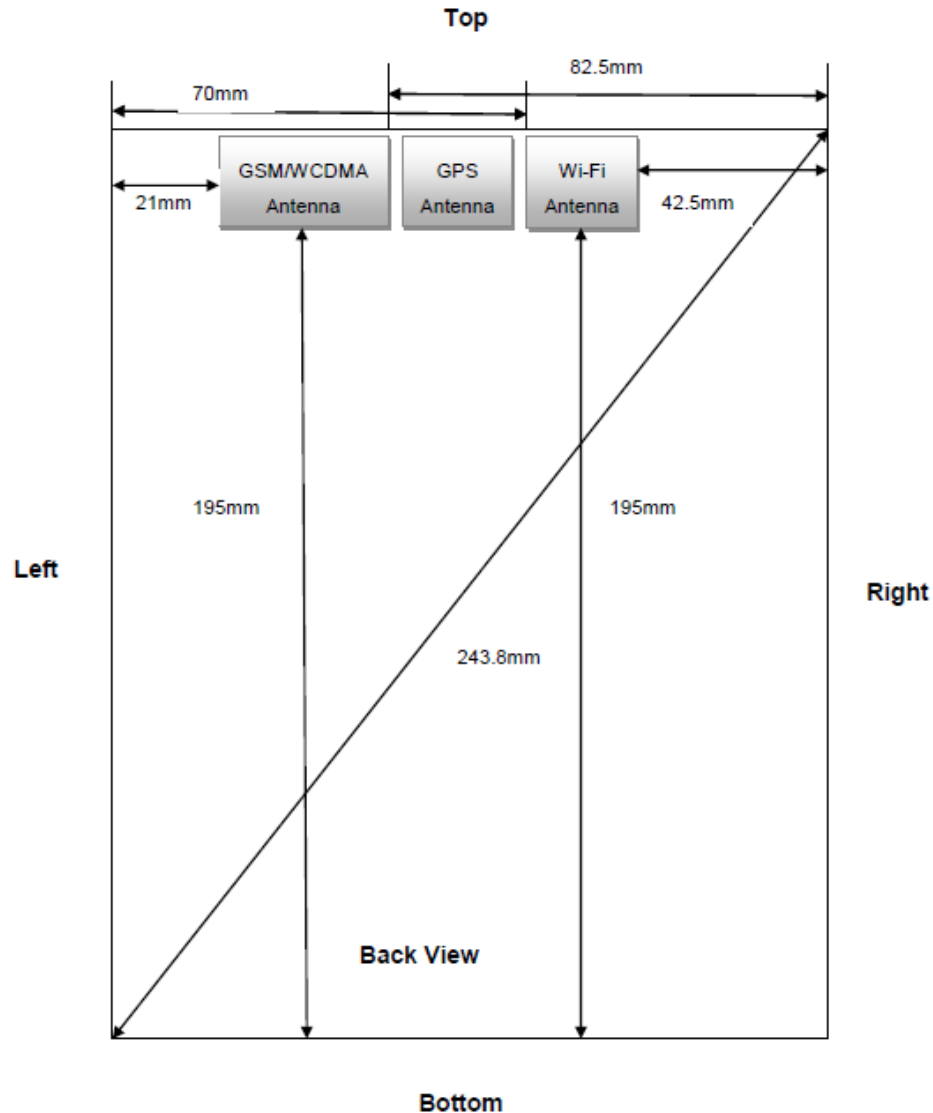 Top
82.5mm
70mm
GSM/WCDMA
Antenna
GPS
Antenna
Wi-Fi
Antenna
21mm
42.5mm
195mm
195mm
Left
Right
243.8mm
Back View
Bottom